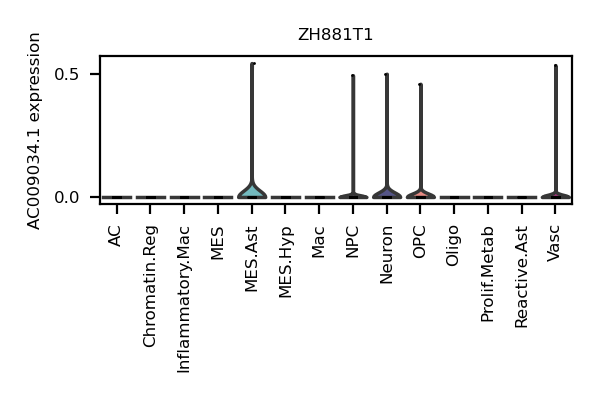 ZH881T1
AC009034.1 expression
0.5
0.0
AC
Chromatin.Reg
Inflammatory.Mac
MES
MES.Ast
MES.Hyp
Mac
NPC
Neuron
OPC
Oligo
Prolif.Metab
Reactive.Ast
Vasc